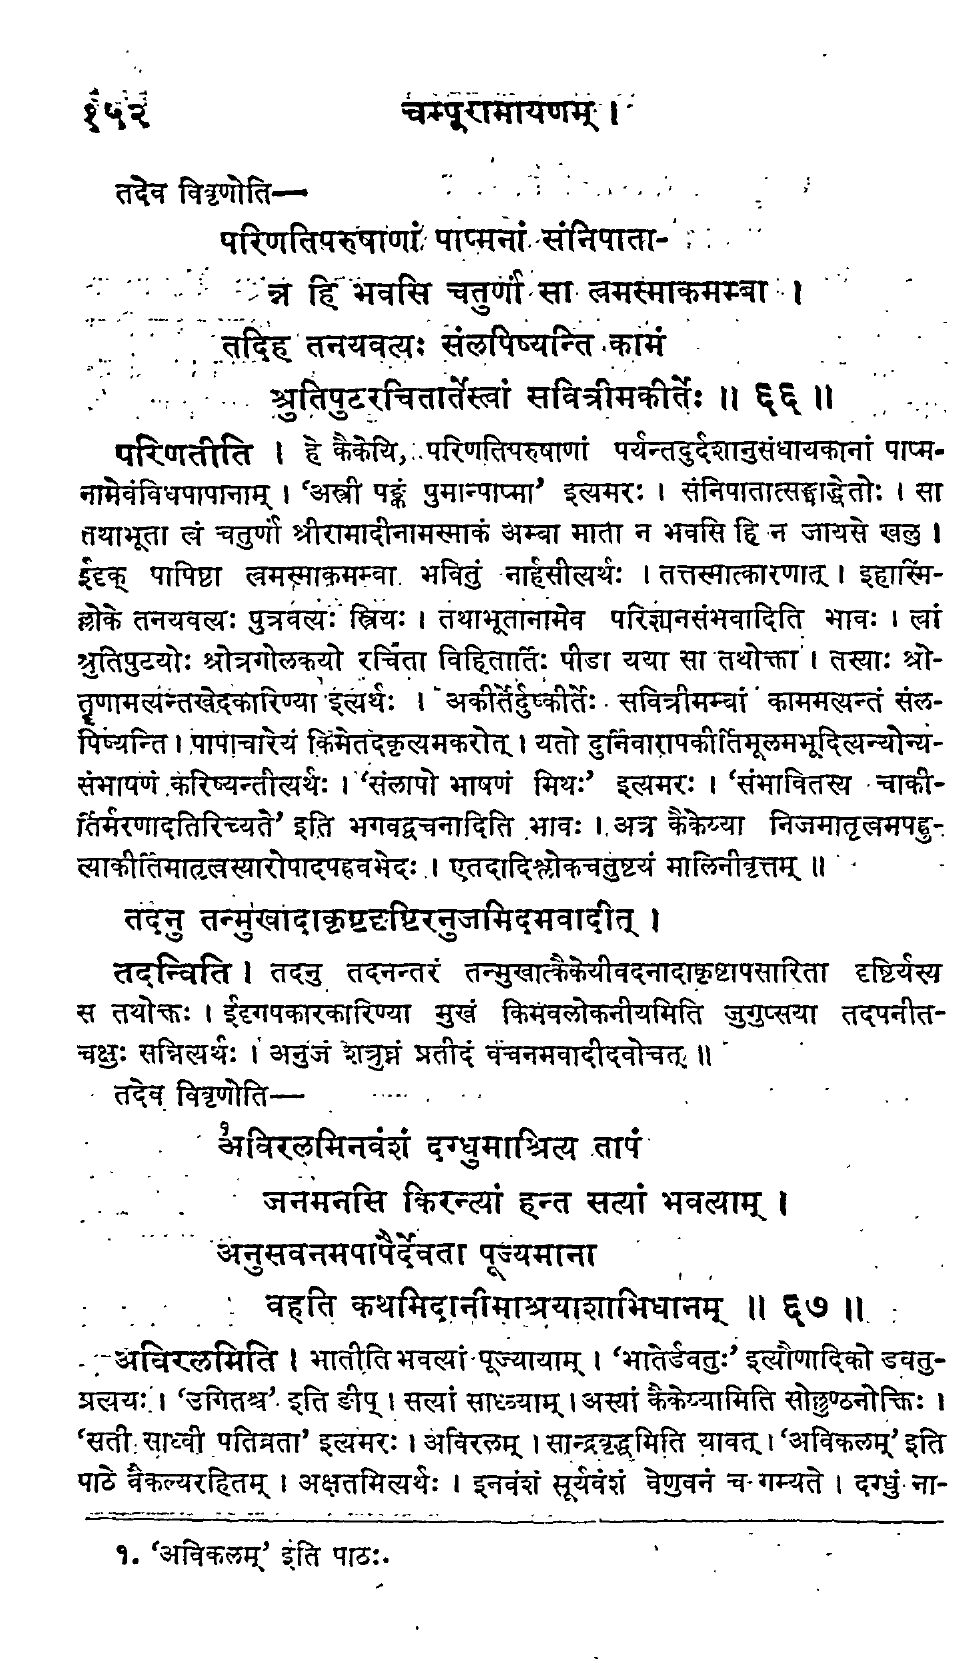 १५२ चम्पूरामायणम् ।
तदेव विवृणोति—
परिणतिपरुषाणां पाप्मनां संनिपाता-
न्न हि भवसि चतुर्णां सा त्वमस्माकमम्बा ।
तदिह तनयवत्यः संलपिष्यन्ति कामं
श्रुतिपुटरचितार्तेस्त्वां सवित्रीमकीर्तेः ॥ ६६ ॥
परिणतीति । हे कैकेयि, परिणतिपरुषाणां पर्यन्तदुर्दशानुसंधायकानां पाप्म-
नामेवंविधपापानाम् । ‘अस्त्री पङ्कं पुमान्पाप्मा’ इत्यमरः । संनिपातात्सङ्घाद्धेतोः । सा
तथाभूता त्वं चतुर्णां श्रीरामादीनामस्माकं अम्बा माता न भवसि हि न जायसे खलु ।
ईदृक् पापिष्टा त्वमस्माकमम्बा भवितुं नार्हसीत्यर्थः । तत्तस्मात्कारणात् । इहास्मिं-
ल्लोके तनयवत्यः पुत्रवत्यः स्त्रियः । तथाभूतानामेव परिज्ञानसंभवादिति भावः । त्वां
श्रुतिपुटयोः श्रोत्रगोलकयो रचिता विहितार्तिः पीडा यया सा तथोक्ता । तस्याः श्रो-
तॄणामत्यन्तखेदकारिण्या इत्यर्थः । अकीर्तेर्दुष्कीर्तेः सवित्रीमम्बां काममत्यन्तं संल-
पिष्यन्ति । पापाचारेयं किमेतदकृत्यमकरोत् । यतो दुर्निवारापकीर्तिमूलमभूदित्यन्योन्य-
संभाषणं करिष्यन्तीत्यर्थः । ‘संलापो भाषणं मिथः’ इत्यमरः । ‘संभावितस्य चाकी-
र्तिर्मरणादतिरिच्यते’ इति भगवद्वचनादिति भावः । अत्र कैकेय्या निजमातृत्वमपह्नु-
त्याकीर्तिमातृत्वस्यारोपादपह्नवभेदः । एतदादिश्लोकचतुष्टयं मालिनीवृत्तम् ॥
तदनु तन्मुखादाकृष्टदृष्टिरनुजमिदमवादीत् ।
तदन्विति । तदनु तदनन्तरं तन्मुखात्कैकेयीवदनादाकृष्टापसारिता दृष्टिर्यस्य
स तथोक्तः । ईदृगपकारकारिण्या मुखं किमवलोकनीयमिति जुगुप्सया तदपनीत-
चक्षुः सन्नित्यर्थः । अनुजं शत्रुघ्नं प्रतीदं वचनमवादीदवोचत् ॥
तदेव विवृणोति—
१अविरलमिनवंशं दग्धुमाश्रित्य तापं
जनमनसि किरन्त्यां हन्त सत्यां भवत्याम् ।
अनुसवनमपापैर्देवता पूज्यमाना
वहति कथमिदानीमाश्रयाशाभिधानम् ॥ ६७ ॥
अविरलमिति । भातीति भवत्यां पूज्यायाम् । ‘भातेर्डवतुः’ इत्यौणादिको डवतु-
प्रत्ययः । ‘उगितश्च’ इति ङीप् । सत्यां साध्व्याम् । अस्यां कैकेय्यामिति सोल्लुण्ठनोक्तिः ।
‘सती साध्वी पतिव्रता’ इत्यमरः । अविरलम् । सान्द्रवृद्धमिति यावत् । ‘अविकलम्’ इति
पाठे वैकल्यरहितम् । अक्षतमित्यर्थः । इनवंशं सूर्यवंशं वेणुवनं च गम्यते । दग्धुं ना-
१. ‘अविकलम्’ इति पाठः.